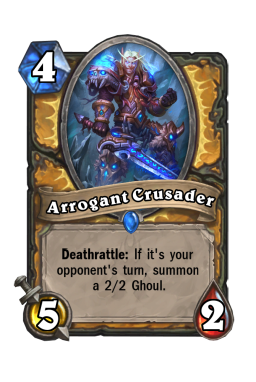 4
Arrogant Crusader
Deathrattle: If it's your
opponent's turn, summon
a 2/2 Ghoul.
5
2